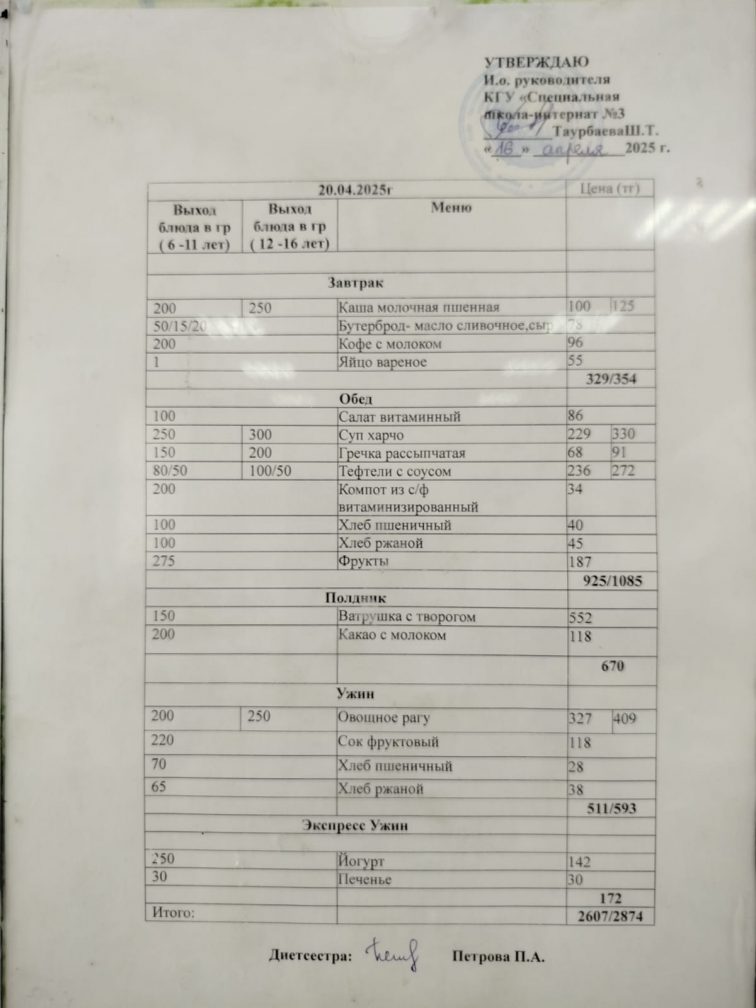 УТВЕРЖДАЮ
И.о. руководителя
КГУ «Специальная
школа-интернат №3
ТаурбаеваШ.Т.
«16» апреля 2025 г.
20.04.2025г Цена (тг)
Выход блюда в гр ( 6 -11 лет) Выход блюда в гр ( 12 -16 лет) Меню
Завтрак
200 250 Каша молочная пшенная 100 125
50/15/20 Бутерброд- масло сливочное,сыр 78
200 Кофе с молоком 96
1 Яйцо вареное 55
329/354
Обед
100 Салат витаминный 86
250 300 Суп харчо 229 330
150 200 Гречка рассыпчатая 68 91
80/50 100/50 Тефтели с соусом 236 272
200 Компот из с/ф 34
витаминизированный
100 Хлеб пшеничный 40
100 Хлеб ржаной 45
275 Фрукты 187
925/1085
Полдник
150 Ватрушка с творогом 552
200 Какао с молоком 118
670
Ужин
200 250 Овощное рагу 327 409
220 Сок фруктовый 118
70 Хлеб пшеничный 28
65 Хлеб ржаной 38
511/593
Экспресс Ужин
250 Йогурт 142
30 Печенье 30
172
Итого: 2607/2874
Диетсестра: Петрова П.А.